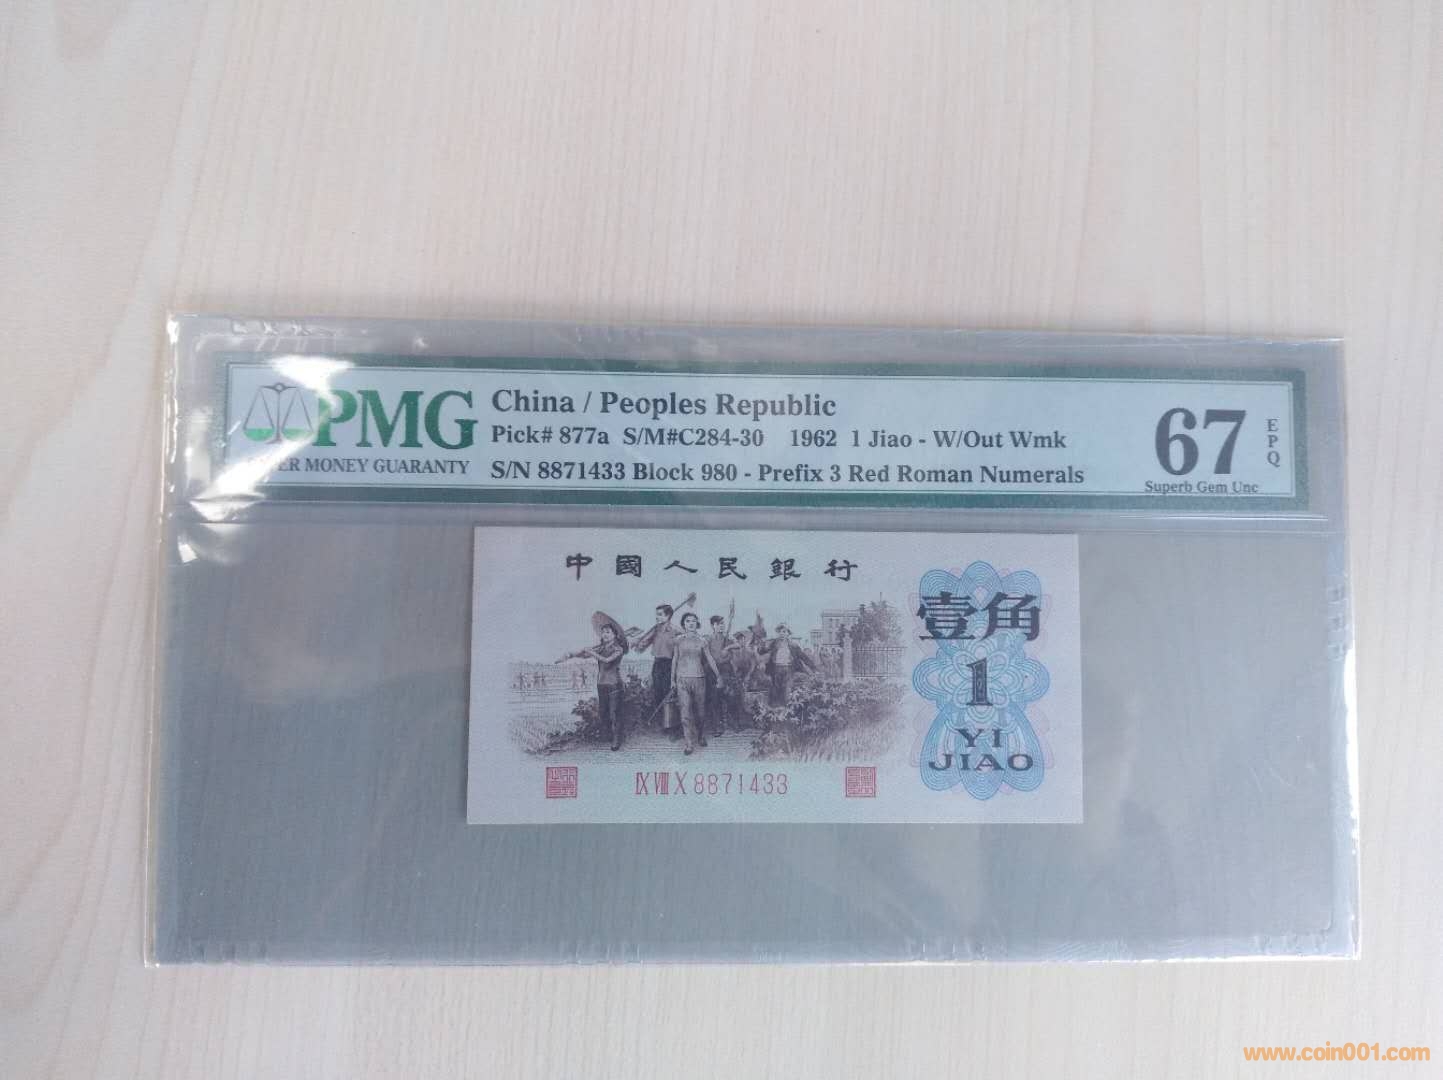 PMG
MONEY GUARANTY
China / Peoples Republic
Pick# 877a S/M#C284-30 1962 1 Jiao - W/Out Wmk
S/N 8871433 Block 980 - Prefix 3 Red Roman Numerals
67
EPQ
Superb Gem Unc
中國人民銀行
壹角
1
YI
JIAO
IX VIII X 8871433
www.coin001.com